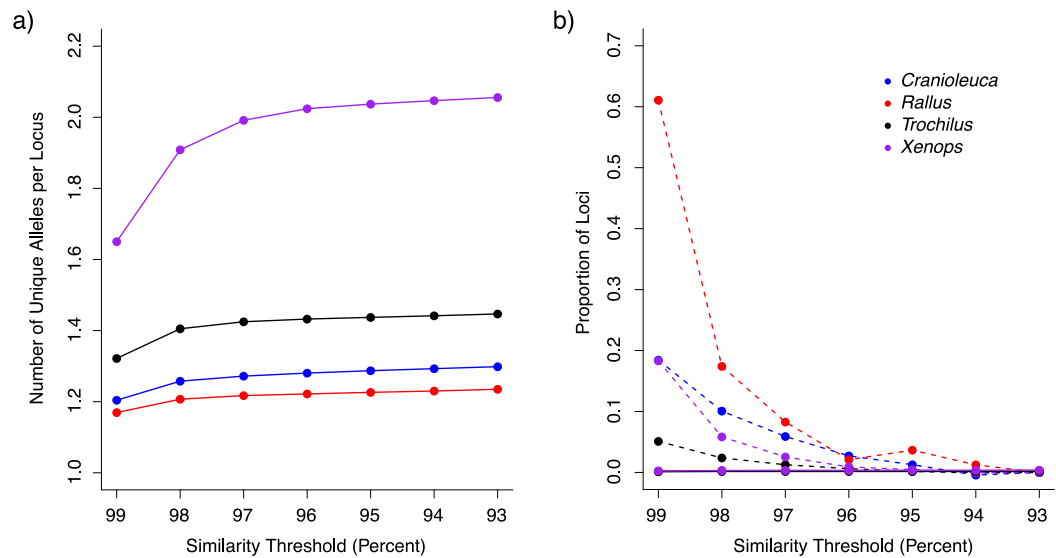 a)
Number of Unique Alleles per Locus
2.2
2.0
1.8
1.6
1.4
1.2
1.0
99 98 97 96 95 94 93
Similarity Threshold (Percent)
b)
Proportion of Loci
0.7
0.6
0.5
0.4
0.3
0.2
0.1
0.0
Cranioleuca
Rallus
Trochilus
Xenops
99 98 97 96 95 94 93
Similarity Threshold (Percent)